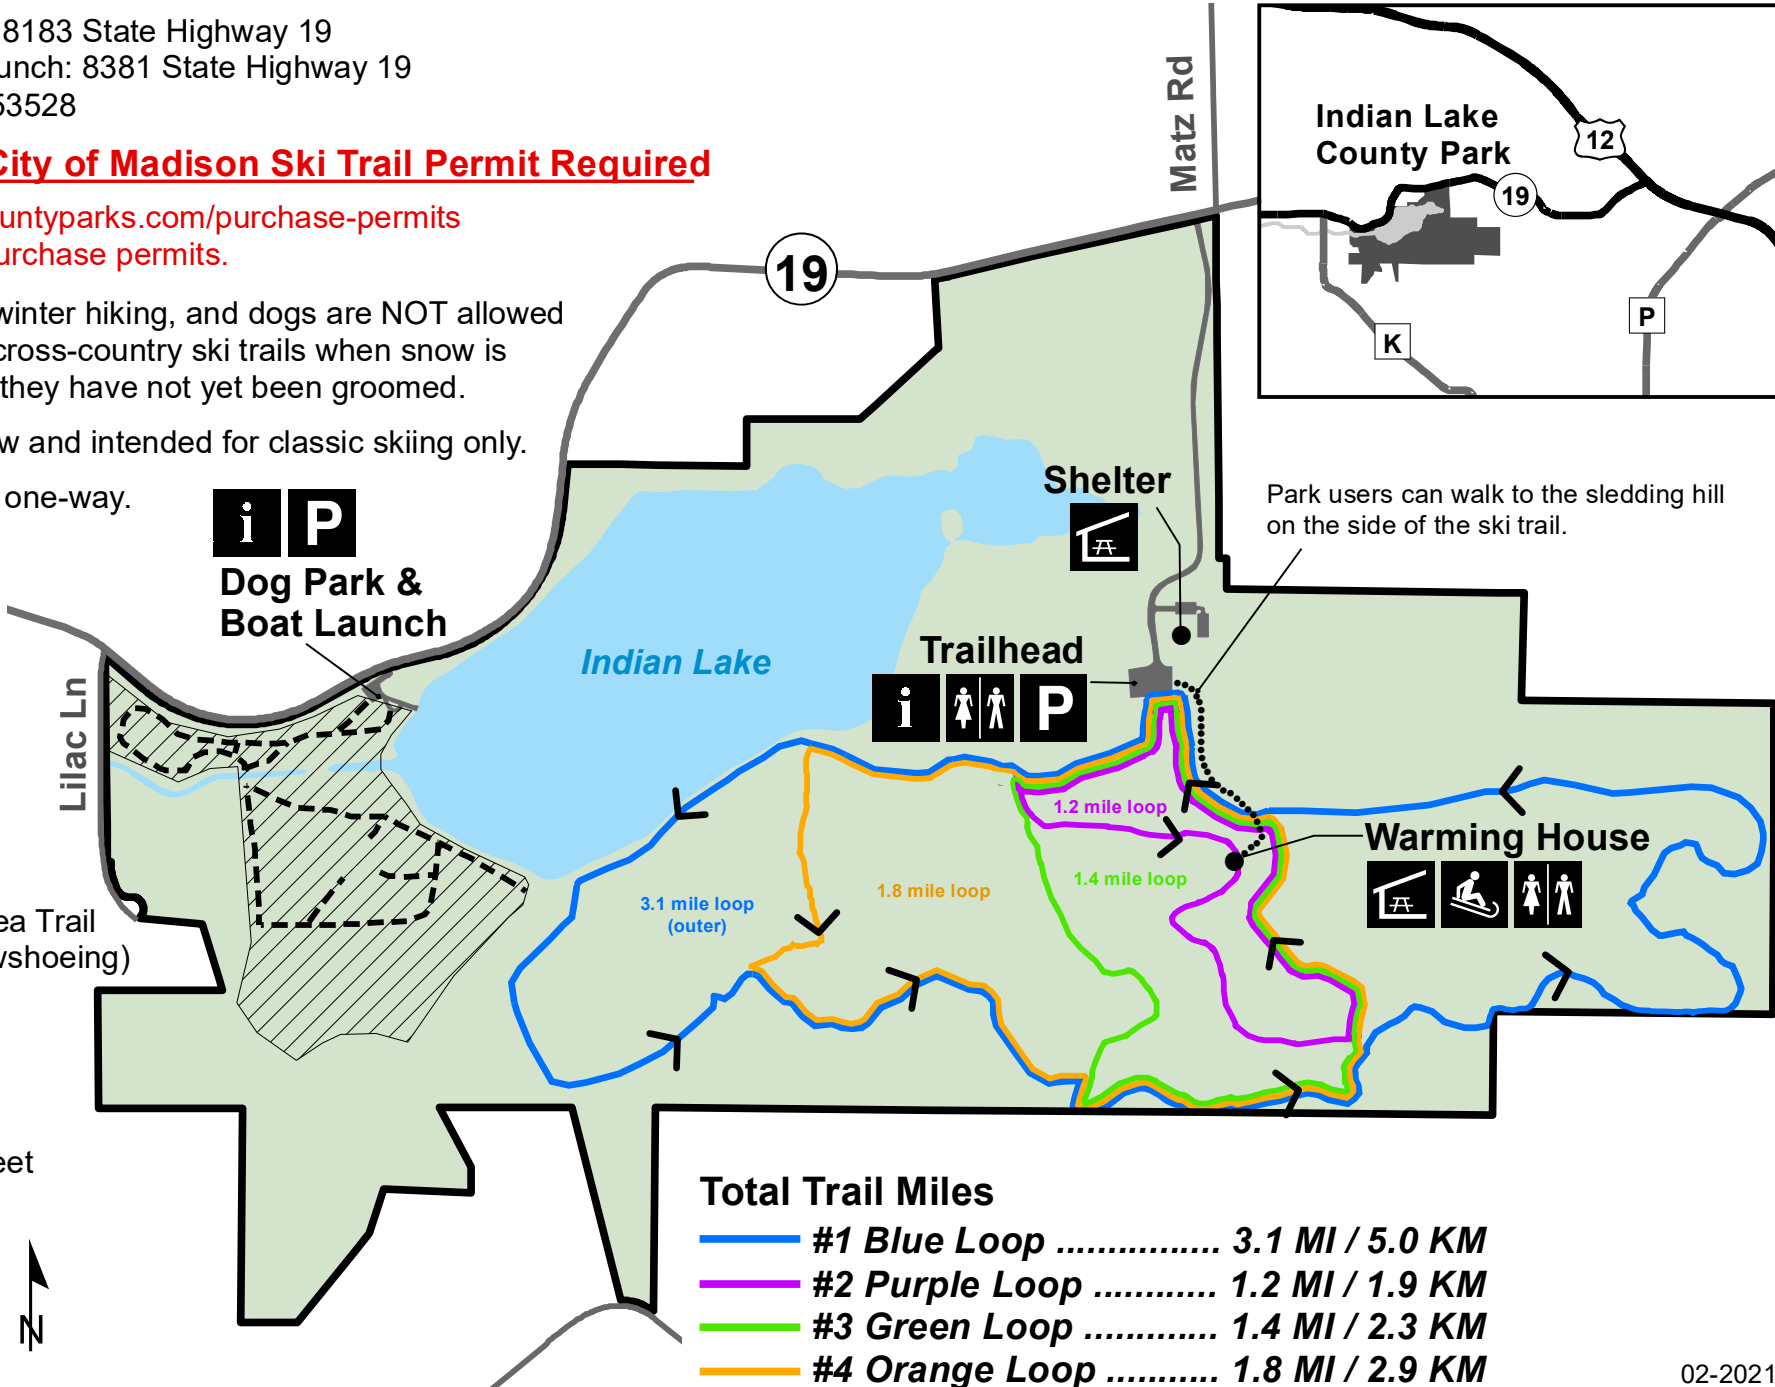 8183 State Highway 19
unch: 8381 State Highway 19
53528
City of Madison Ski Trail Permit Required
untyparks.com/purchase-permits
urchase permits.
winter hiking, and dogs are NOT allowed
cross-country ski trails when snow is
they have not yet been groomed.
w and intended for classic skiing only.
one-way.
i P
Dog Park &
Boat Launch
Lilac Ln
19
Matz Rd
Indian Lake
County Park
12
19
K
P
Shelter
Park users can walk to the sledding hill
on the side of the ski trail.
Indian Lake
Trailhead
i P
1.2 mile loop
Warming House
1.4 mile loop
1.8 mile loop
3.1 mile loop
(outer)
ea Trail
wshoeing)
eet
N
Total Trail Miles
#1 Blue Loop ................ 3.1 MI / 5.0 KM
#2 Purple Loop ............ 1.2 MI / 1.9 KM
#3 Green Loop ............. 1.4 MI / 2.3 KM
#4 Orange Loop ........... 1.8 MI / 2.9 KM
02-2021